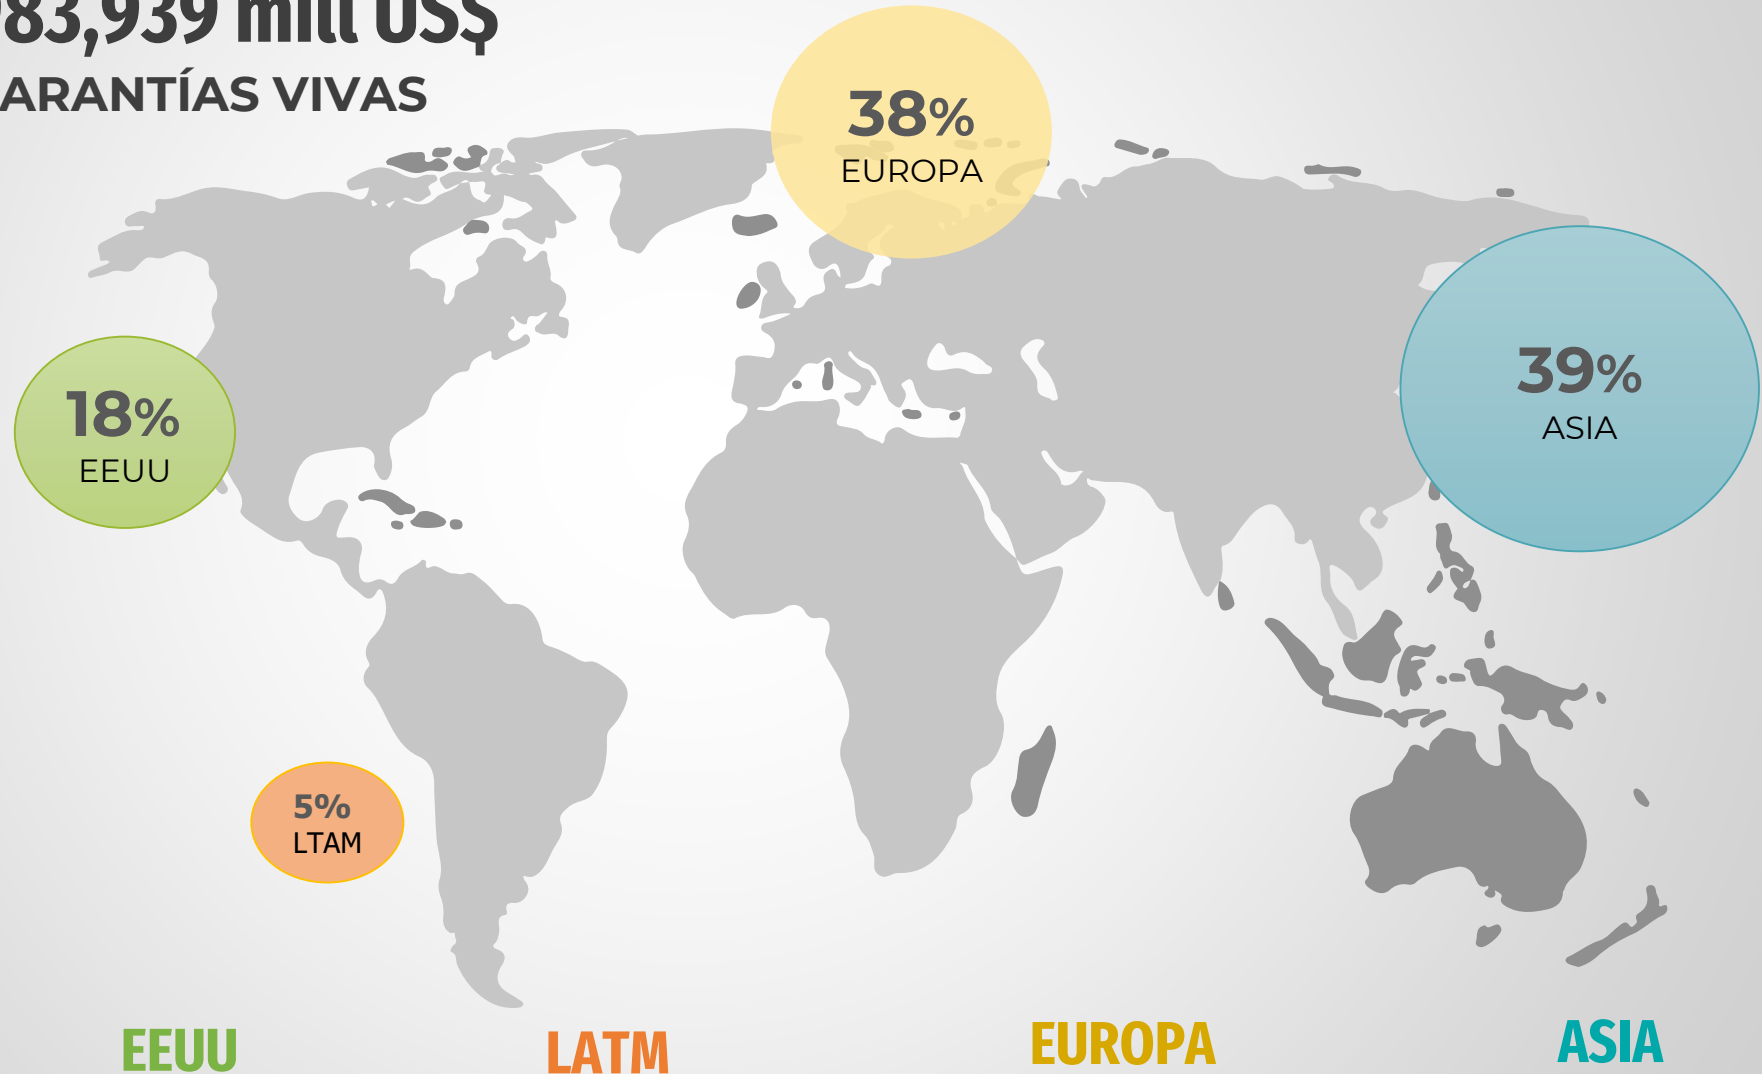 83,939 mill US$
ARANTÍAS VIVAS
38%
EUROPA
39%
ASIA
18%
EEUU
5%
LTAM
EEUU
LATM
EUROPA
ASIA